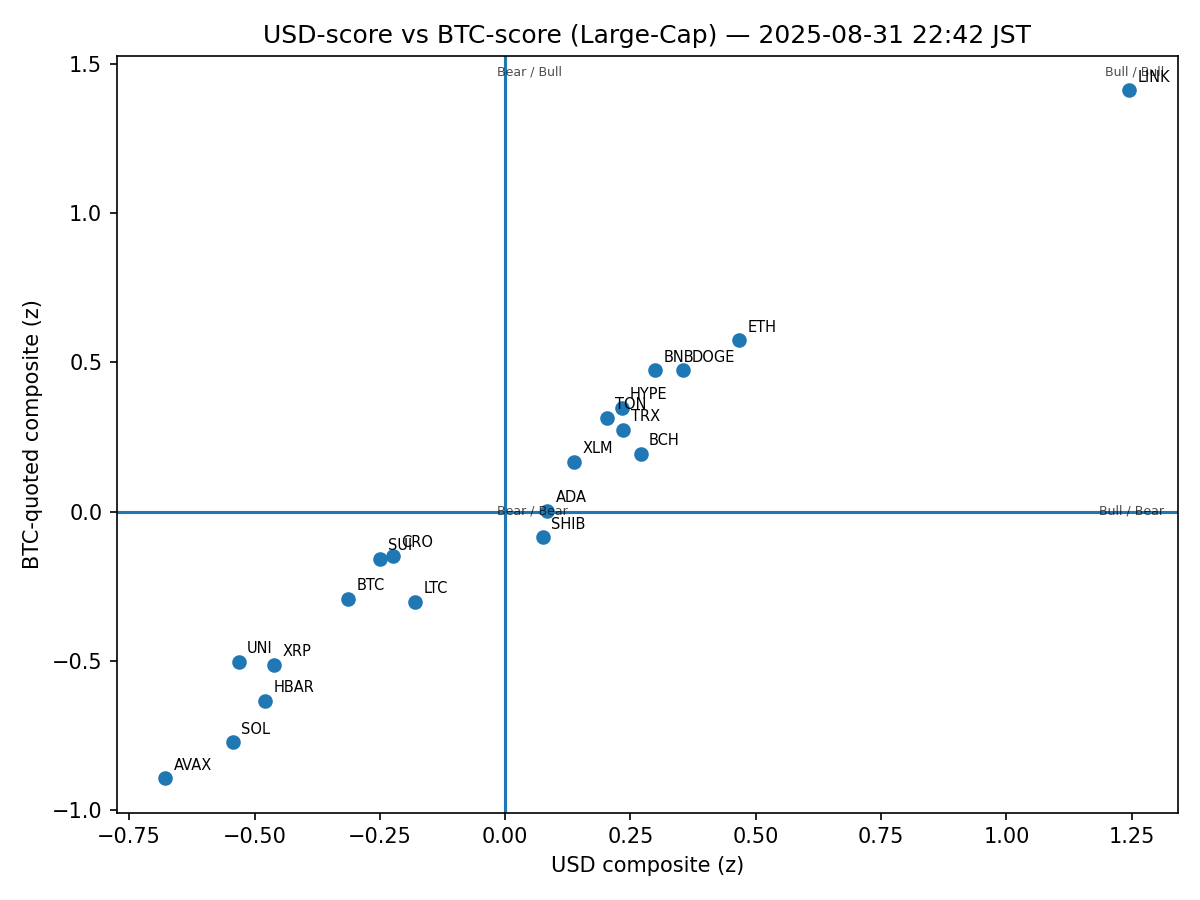 USD-score vs BTC-score (Large-Cap) — 2025-08-31 22:42 JST
1.5
Bear / Bull
Bull / Bull
LINK
1.0
ETH
0.5
BNB
DOGE
HYPE
TON
TRX
BCH
XLM
ADA
0.0
Bear / Bear
Bull / Bear
SHIB
SUI
CRO
BTC
LTC
−0.5
UNI
XRP
HBAR
SOL
AVAX
−1.0
−0.75 −0.50 −0.25 0.00 0.25 0.50 0.75 1.00 1.25
USD composite (z)
BTC-quoted composite (z)